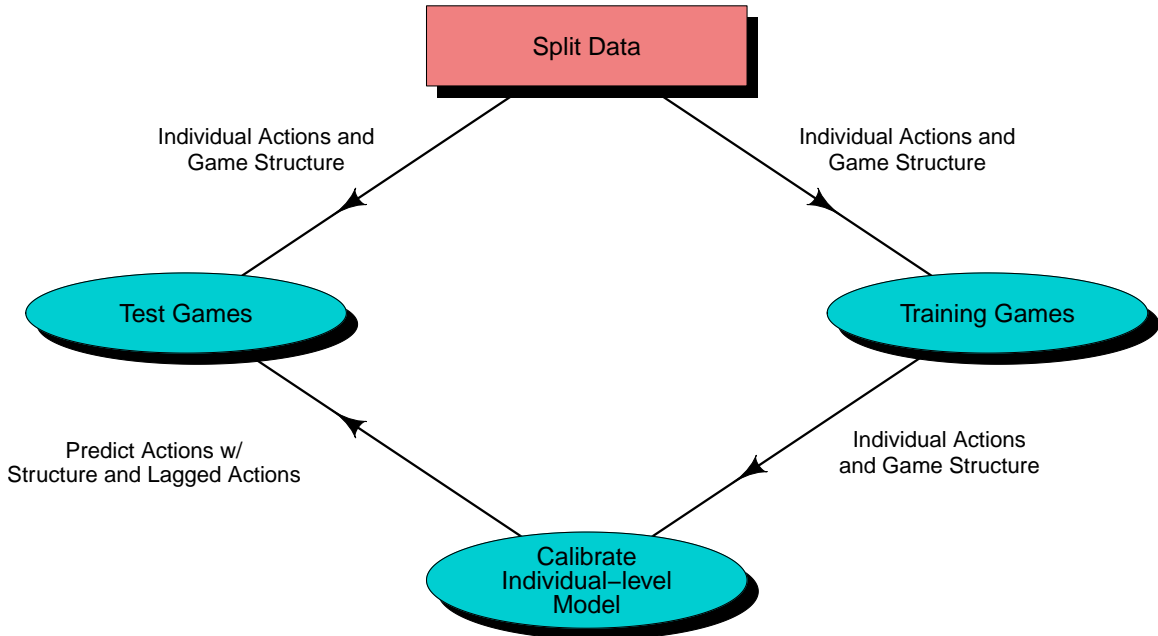 Split Data
Individual Actions and
Game Structure
Individual Actions and
Game Structure
Test Games
Training Games
Predict Actions w/
Structure and Lagged Actions
Individual Actions
and Game Structure
Calibrate
Individual−level
Model